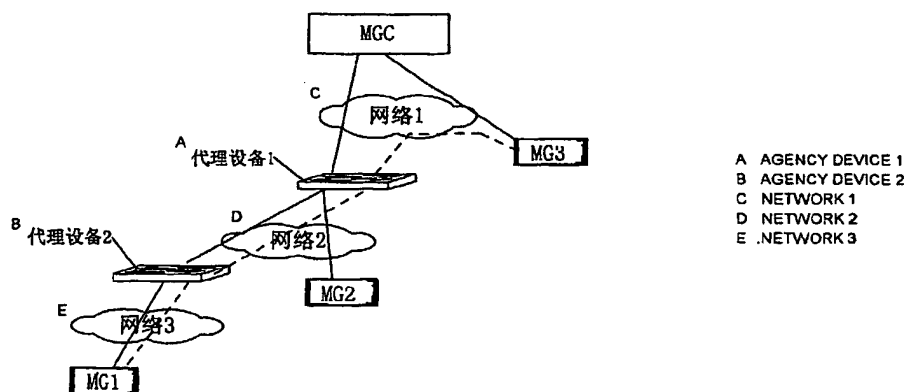 MGC
C
网络1
MG3
A 代理设备1
B 代理设备2
D
网络2
MG2
E
网络3
MG1
A AGENCY DEVICE 1
B AGENCY DEVICE 2
C NETWORK 1
D NETWORK 2
E .NETWORK 3